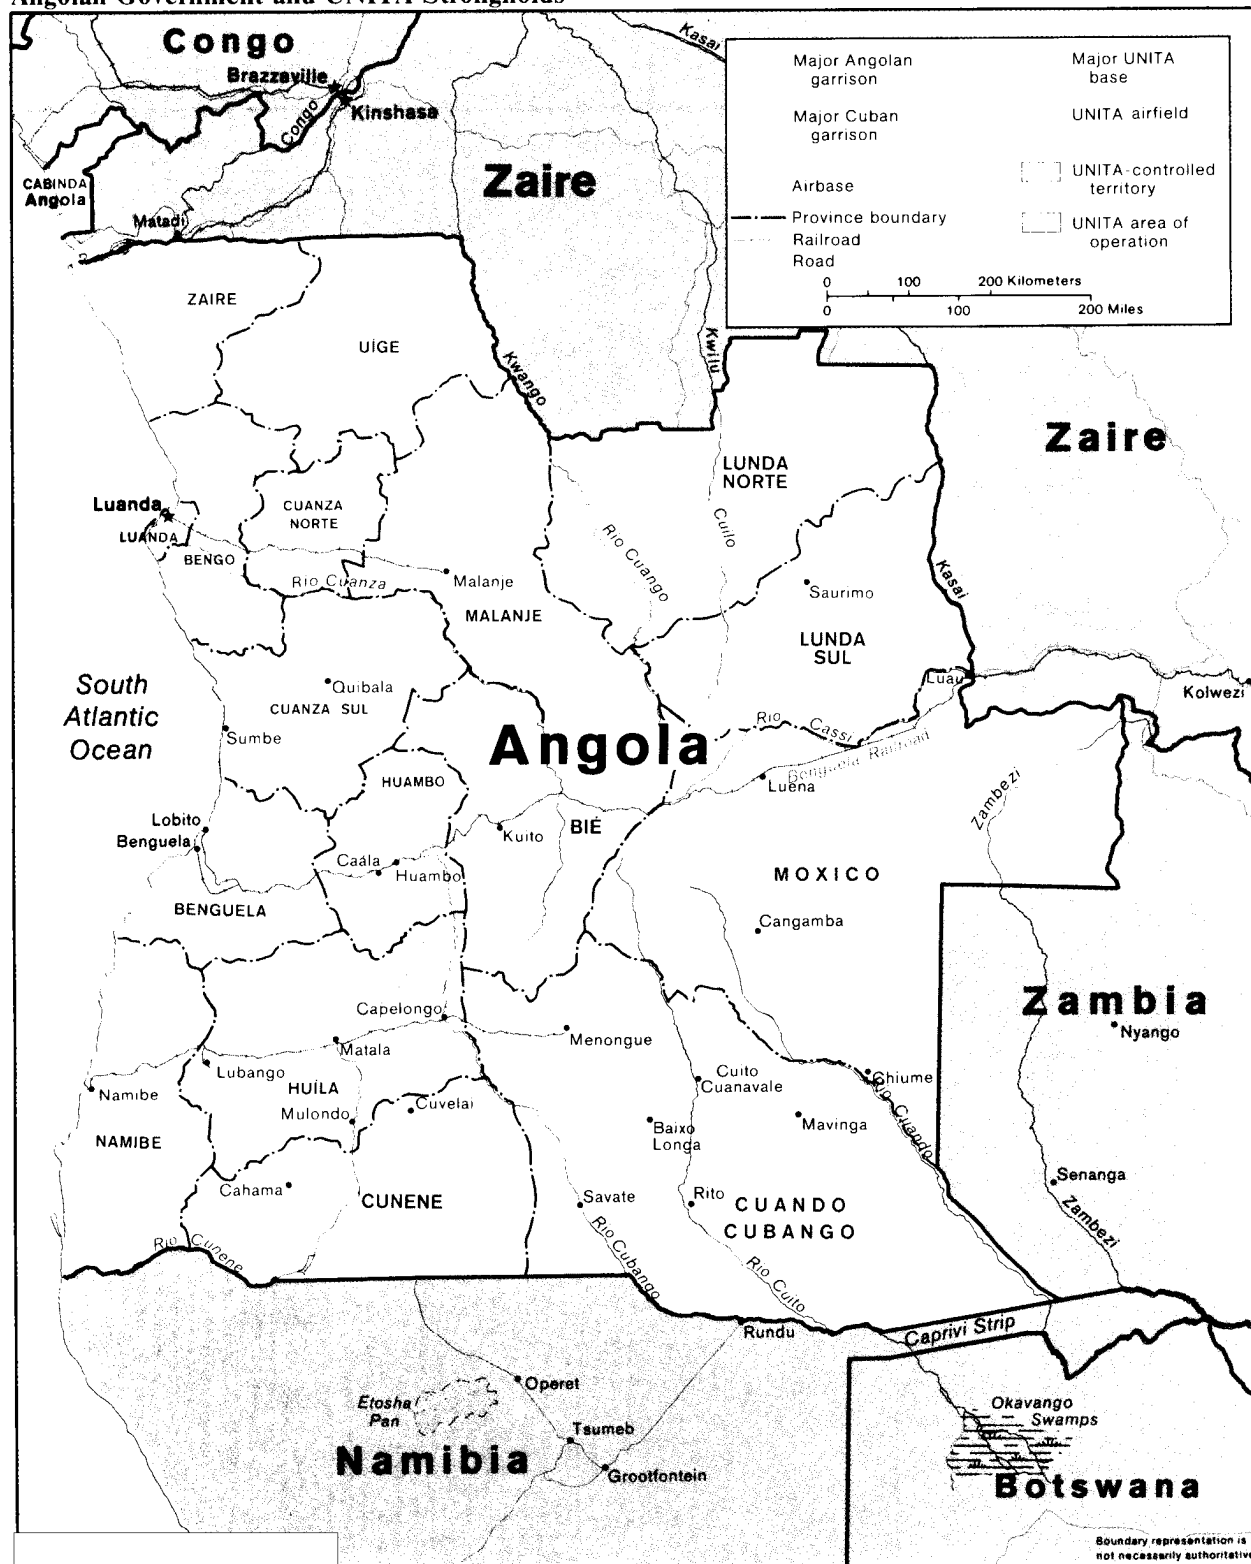 Angolan Government and UNITA Strongholds
Congo
Kasai
Brazzaville
Kinshasa
Congo
Zaire
CABINDA
Angola
Matadi
Major Angolan
garrison
Major Cuban
garrison
Airbase
Province boundary
Railroad
Road
Major UNITA
base
UNITA airfield
UNITA-controlled
territory
UNITA area of
operation
0 100 200 Kilometers
0 100 200 Miles
ZAIRE
UÍGE
Kwango
Kwilu
Zaire
LUNDA
NORTE
Luanda
LUANDA
BENGO
CUANZA
NORTE
Rio Cuanza
Malanje
MALANJE
Rio Cuango
Cuilo
Kasai
Saurimo
LUNDA
SUL
Luau
Kolwezi
South
Atlantic
Ocean
Quibala
CUANZA SUL
Sumbe
Angola
Rio Cassi
Benguela Railroad
Luena
Zambezi
HUAMBO
Lobito
Benguela
Caála
Huambo
Kuito
BIÉ
MOXICO
BENGUELA
Cangamba
Zambia
Nyango
Capelongo
Menongue
Matala
Lubango
HUÍLA
Mulondo
Cuvelai
Namibe
NAMIBE
Cuito
Cuanavale
Chiume
Rio Cuando
Mavinga
Baixo
Longa
Cahama
CUNENE
Savate
Rito
CUANDO
CUBANGO
Senanga
Zambezi
Rio Cunene
Rio Cubango
Rio Cuito
Rundu
Caprivi Strip
Operet
Etosha
Pan
Tsumeb
Namibia
Grootfontein
Okavango
Swamps
Botswana
Boundary representation is
not necessarily authoritative